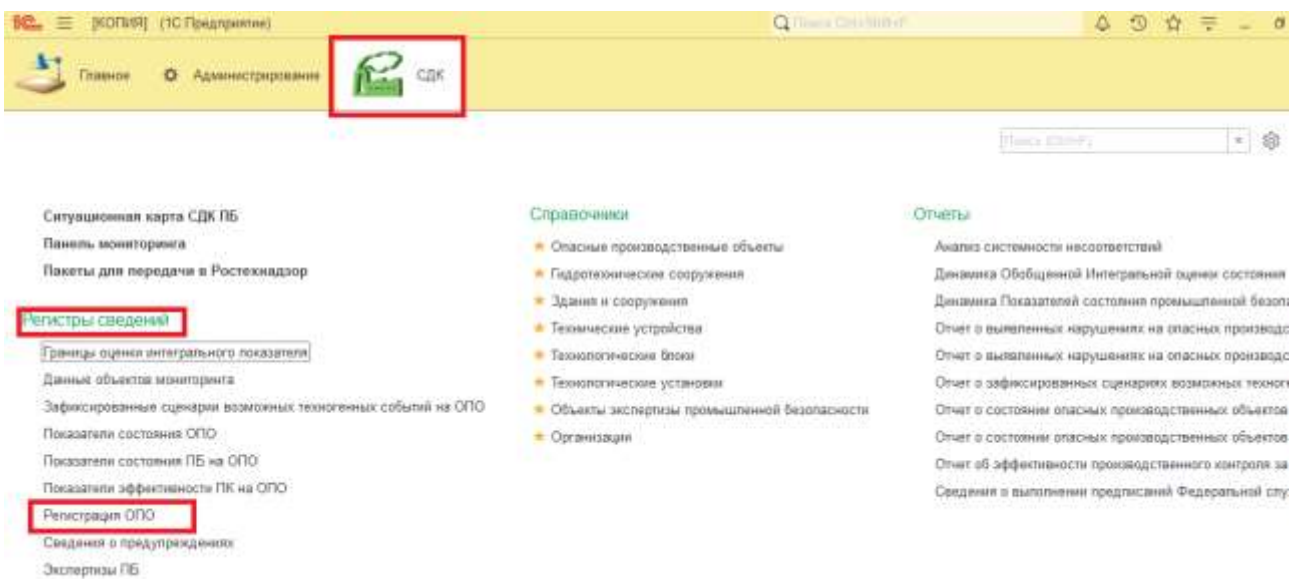 [КОПИЯ] (1С:Предприятие)
Поиск Ctrl+Shift+F
Главное
Администрирование
СДК
Поиск (Ctrl+F)
Ситуационная карта СДК ПБ
Панель мониторинга
Пакеты для передачи в Ростехнадзор
Регистры сведений
Границы оценки интегрального показателя
Данные объектов мониторинга
Зафиксированные сценарии возможных техногенных событий на ОПО
Показатели состояния ОПО
Показатели состояния ПБ на ОПО
Показатели эффективности ПК на ОПО
Регистрация ОПО
Сведения о предупреждениях
Экспертизы ПБ
Справочники
Опасные производственные объекты
Гидротехнические сооружения
Здания и сооружения
Технические устройства
Технологические блоки
Технологические установки
Объекты экспертизы промышленной безопасности
Организации
Отчеты
Анализ системности несоответствий
Динамика Обобщенной Интегральной оценки состояния
Динамика Показателей состояния промышленной безопа
Отчет о выявленных нарушениях на опасных производс
Отчет о выявленных нарушениях на опасных производс
Отчет о зафиксированных сценариях возможных техноге
Отчет о состоянии опасных производственных объектов
Отчет о состоянии опасных производственных объектов
Отчет об эффективности производственного контроля за
Сведения о выполнении предписаний Федеральной слу